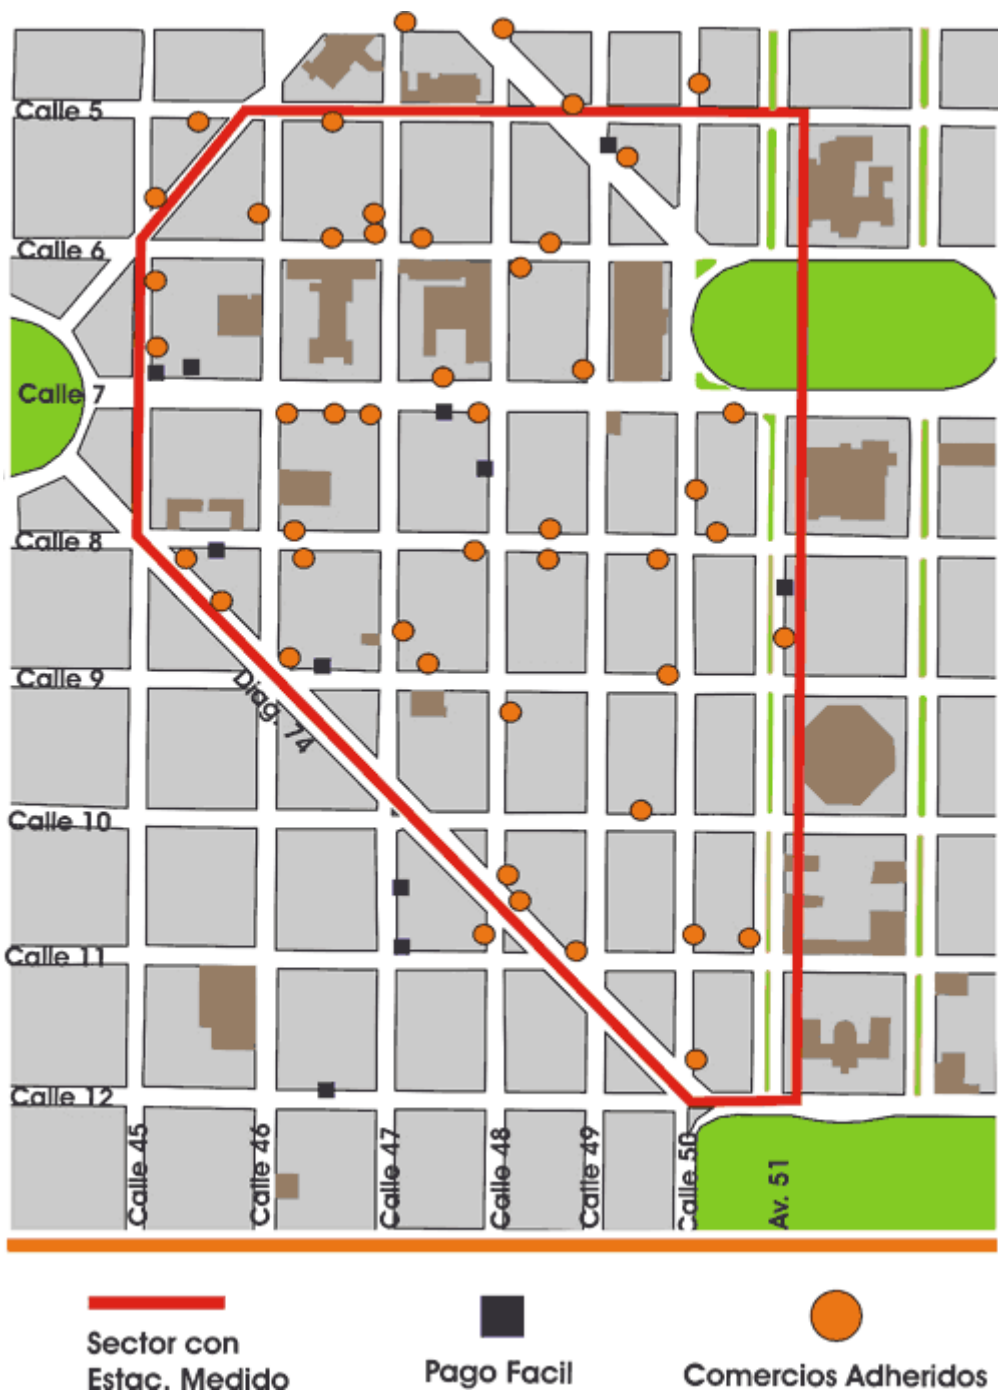 Calle 5
Calle 6
Calle 7
Calle 8
Calle 9
Diag. 74
Calle 10
Calle 11
Calle 12
Calle 45
Calle 46
Calle 47
Calle 48
Calle 49
Calle 50
Av. 51
Sector con
Estac. Medido
Pago Facil
Comercios Adheridos